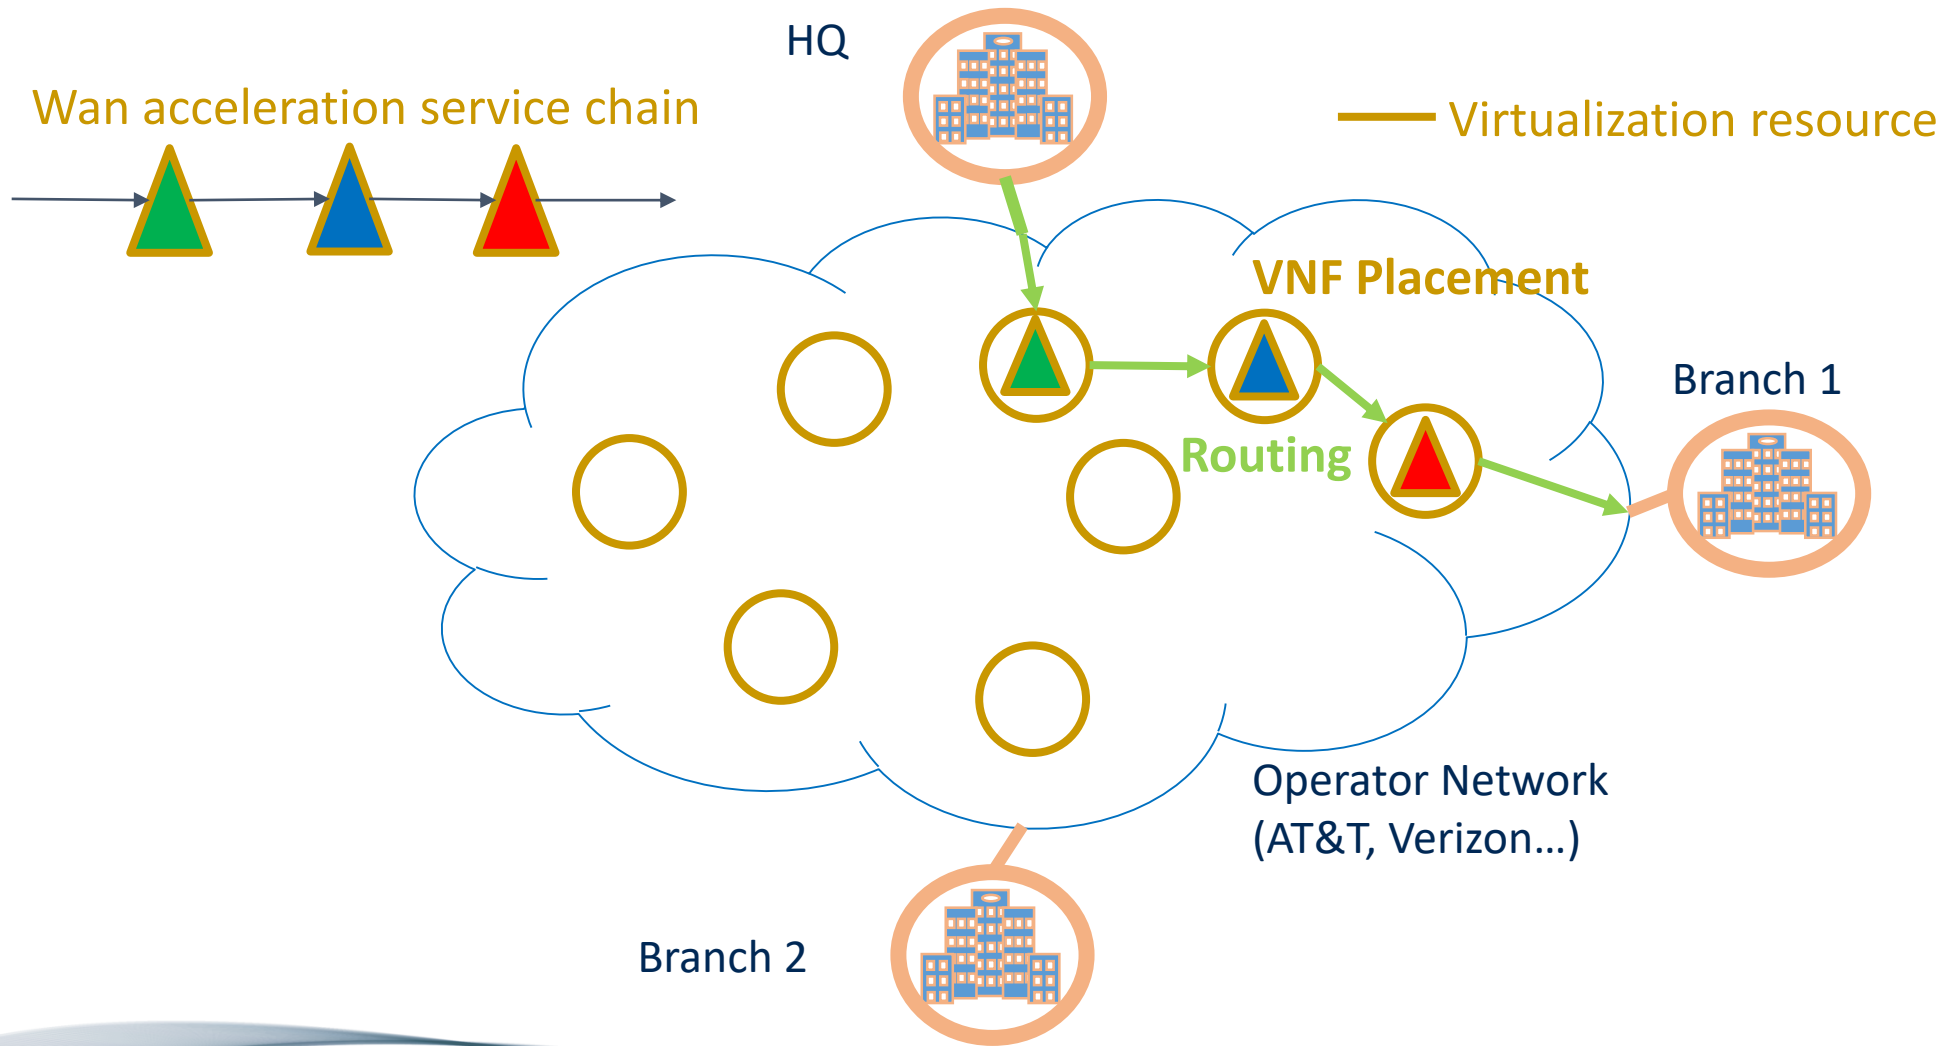 HQ
Wan acceleration service chain
Virtualization resource
VNF Placement
Branch 1
Routing
Operator Network
(AT&T, Verizon...)
Branch 2